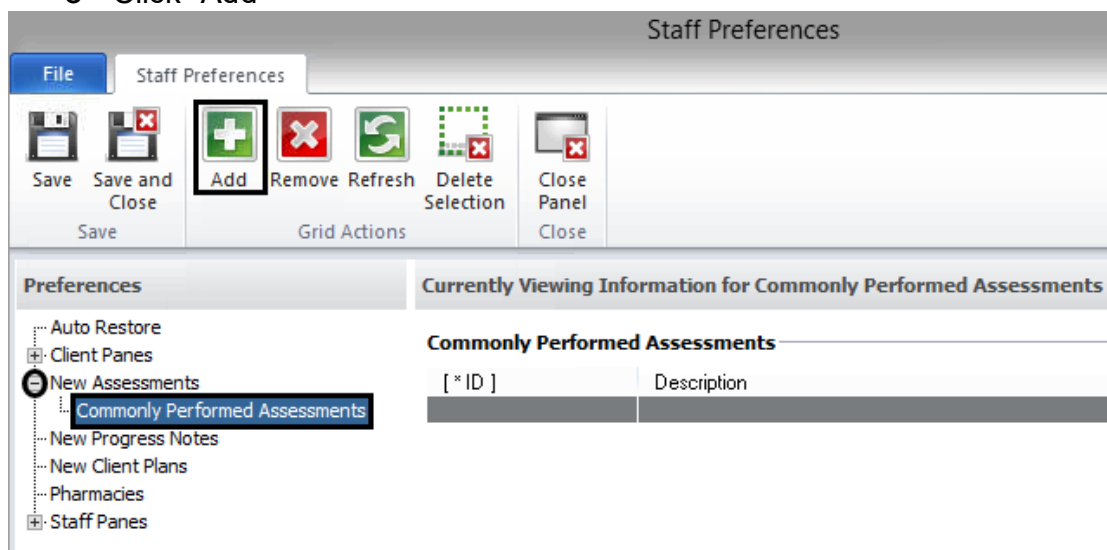 Click "Add"
Staff Preferences
File Staff Preferences
Save Save and Close Add Remove Refresh Delete Selection Close Panel
Save Grid Actions Close
Preferences
Currently Viewing Information for Commonly Performed Assessments
Auto Restore
Client Panes
New Assessments
Commonly Performed Assessments
New Progress Notes
New Client Plans
Pharmacies
Staff Panes
Commonly Performed Assessments
[ * ID ] Description